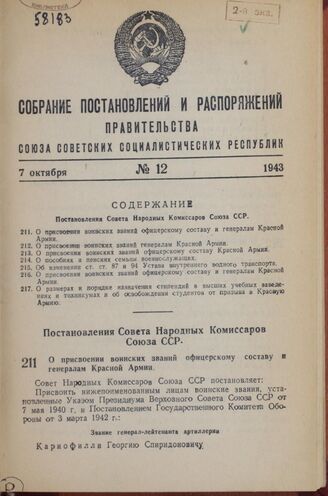 БИБЛИОТЕКА
58183
2-й экз.
СОБРАНИЕ ПОСТАНОВЛЕНИЙ И РАСПОРЯЖЕНИЙ
ПРАВИТЕЛЬСТВА
СОЮЗА СОВЕТСКИХ СОЦИАЛИСТИЧЕСКИХ РЕСПУБЛИК
7 октября № 12 1943
СОДЕРЖАНИЕ
Постановления Совета Народных Комиссаров Союза ССР.
211. О присвоении воинских званий офицерскому составу и генералам Красной
Армии.
212. О присвоении воинских званий генералам Красной Армии.
213. О присвоении воинских званий офицерскому составу Красной Армии.
214. О пособиях и пенсиях семьям военнослужащих.
215. Об изменении ст. ст. 87 и 94 Устава внутреннего водного транспорта.
216. О присвоении воинских званий офицерскому составу и генералам Красной
Армии.
217. О размерах и порядке назначения стипендий в высших учебных заведе-
ниях и техникумах и об освобождении студентов от призыва в Красную
Армию.
Постановления Совета Народных Комиссаров
Союза ССР.
211 О присвоении воинских званий офицерскому составу и
генералам Красной Армии.
Совет Народных Комиссаров Союза ССР постановляет:
Присвоить нижепоименованным лицам воинские звания, уста-
новленные Указом Президиума Верховного Совета Союза ССР от
7 мая 1940 г. и Постановлением Государственного Комитета Обо-
роны от 3 марта 1942 г.:
Звание генерал-лейтенанта артиллерии
Кариофилли Георгию Спиридоновичу